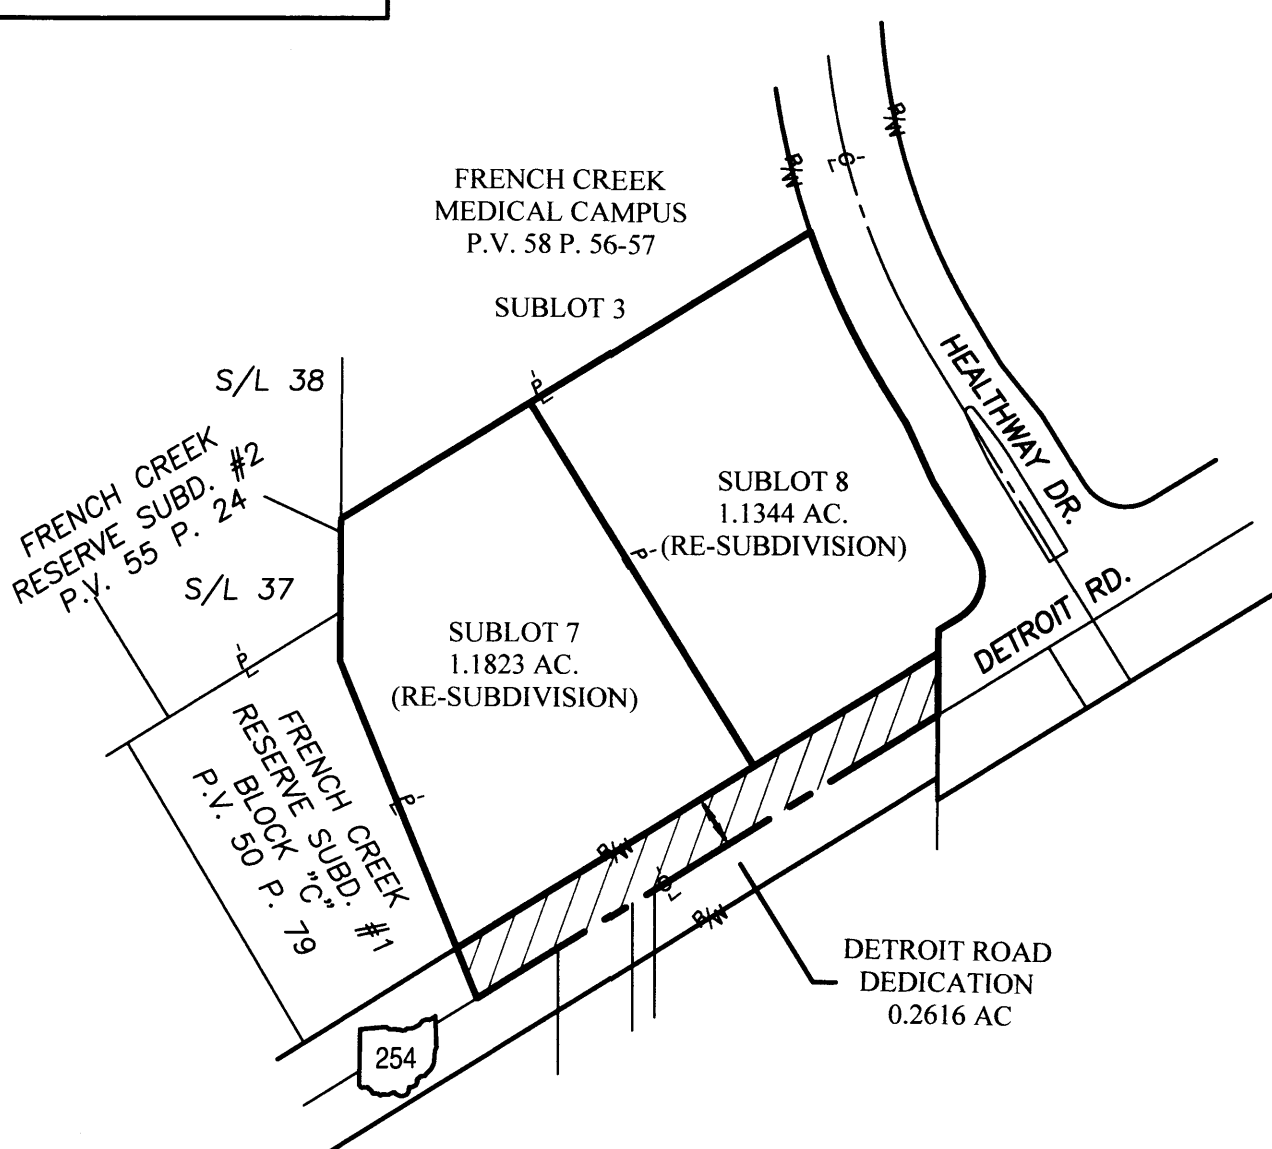 FRENCH CREEK
MEDICAL CAMPUS
P.V. 58 P. 56-57
SUBLOT 3
R/W
C L
R/W
HEALTHWAY DR.
S/L 38
P L
FRENCH CREEK
RESERVE SUBD. #2
P.V. 55 P. 24
S/L 37
SUBLOT 8
1.1344 AC.
(RE-SUBDIVISION)
P
SUBLOT 7
1.1823 AC.
(RE-SUBDIVISION)
DETROIT RD.
P L
FRENCH CREEK
RESERVE SUBD. #1
BLOCK "C"
P.V. 50 P. 79
P L
R/W
C L
R/W
DETROIT ROAD
DEDICATION
0.2616 AC
254